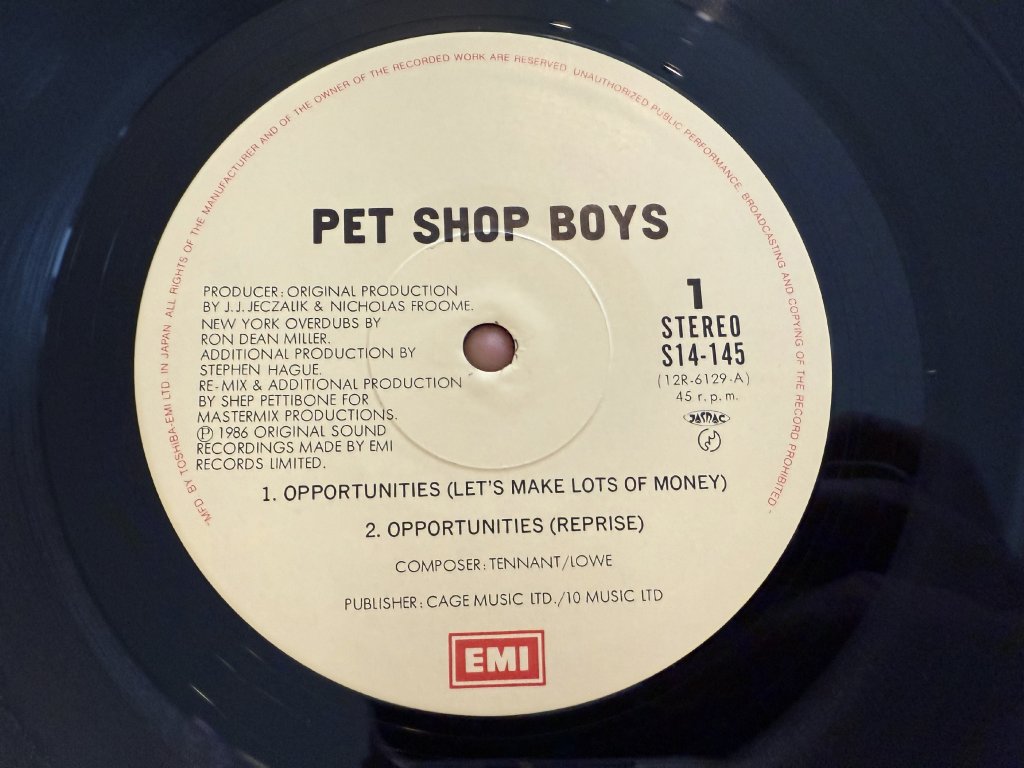 "MFD BY TOSHIBA-EMI LTD. IN JAPAN. ALL RIGHTS OF THE MANUFACTURER AND OF THE OWNER OF THE RECORDED WORK ARE RESERVED. UNAUTHORIZED PUBLIC PERFORMANCE, BROADCASTING AND COPYING OF THE RECORD PROHIBITED"
PET SHOP BOYS
PRODUCER: ORIGINAL PRODUCTION
BY J.J.JECZALIK & NICHOLAS FROOME.
NEW YORK OVERDUBS BY
RON DEAN MILLER.
ADDITIONAL PRODUCTION BY
STEPHEN HAGUE.
RE-MIX & ADDITIONAL PRODUCTION
BY SHEP PETTIBONE FOR
MASTERMIX PRODUCTIONS.
Ⓟ 1986 ORIGINAL SOUND
RECORDINGS MADE BY EMI
RECORDS LIMITED.
1
STEREO
S14-145
(12R-6129-A)
45 r.p.m.
JASRAC
1. OPPORTUNITIES (LET'S MAKE LOTS OF MONEY)
2. OPPORTUNITIES (REPRISE)
COMPOSER: TENNANT/LOWE
PUBLISHER: CAGE MUSIC LTD./10 MUSIC LTD
EMI